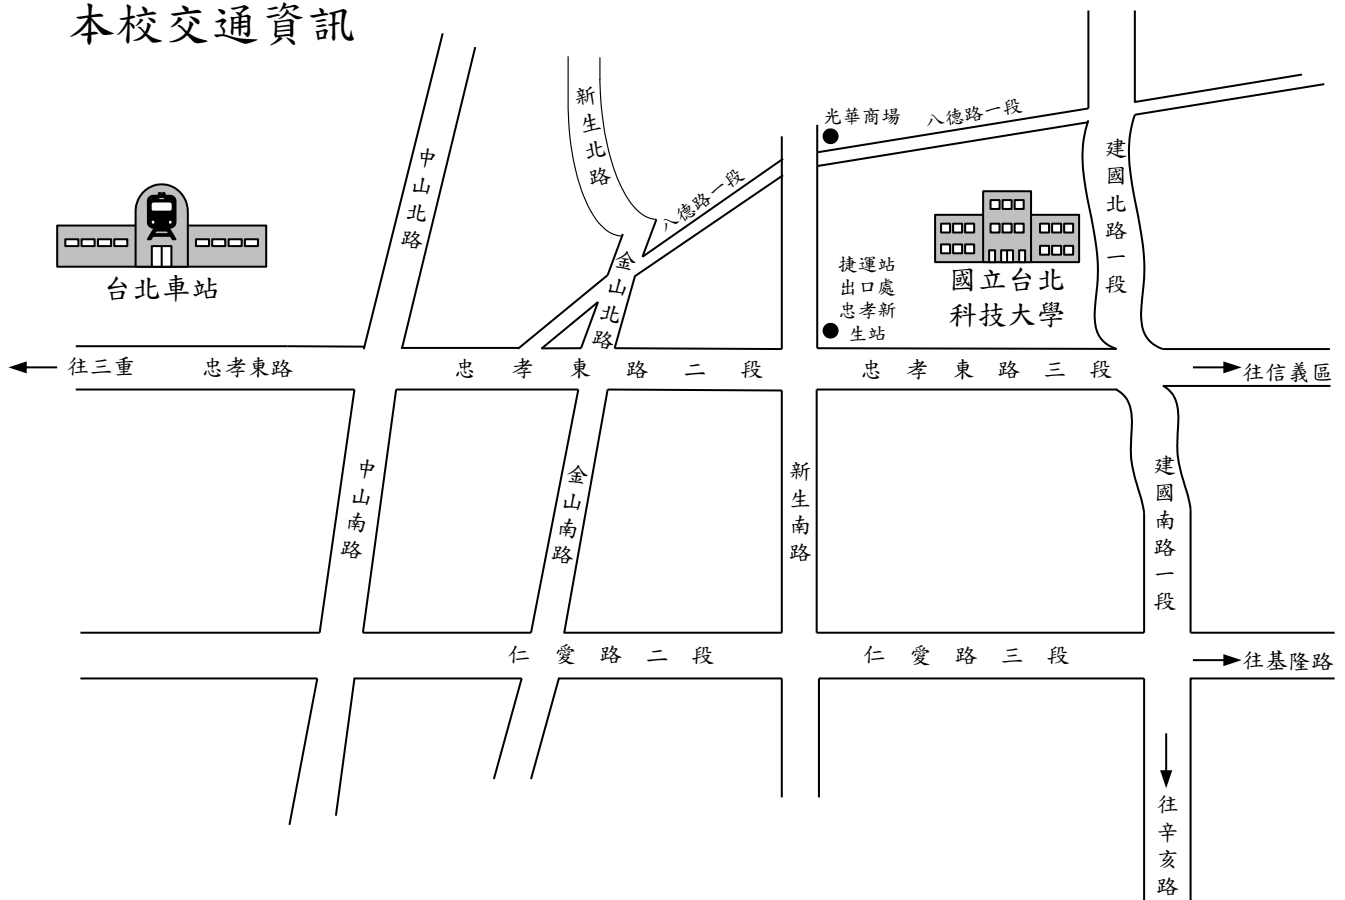 本校交通資訊
新生北路
光華商場
八德路一段
中山北路
建國北路一段
八德路一段
金山北路
捷運站
出口處
忠孝新
生站
台北車站
國立台北
科技大學
往三重
忠孝東路
忠孝東路二段
忠孝東路三段
往信義區
中山南路
金山南路
新生南路
建國南路一段
仁愛路二段
仁愛路三段
往基隆路
往辛亥路